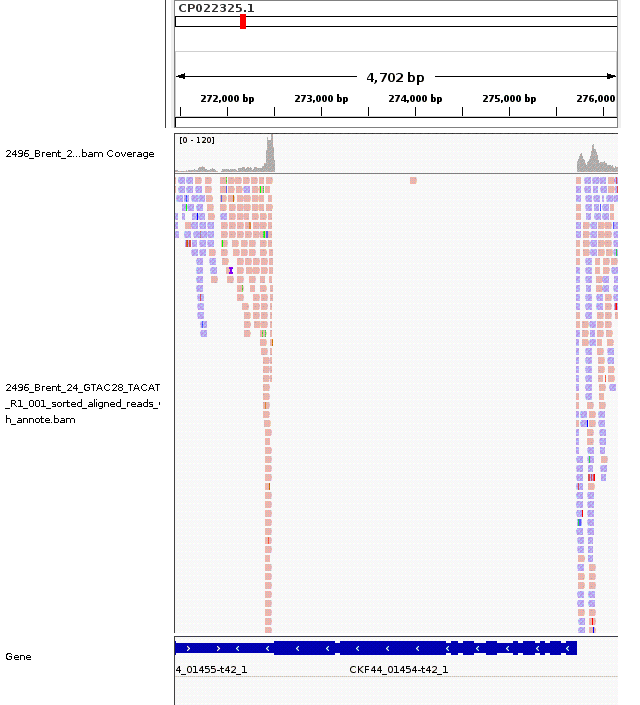 CP022325.1
4,702 bp
272,000 bp 273,000 bp 274,000 bp 275,000 bp 276,000
[0 - 120]
2496_Brent_2...bam Coverage
2496_Brent_24_GTAC28_TACAT
_R1_001_sorted_aligned_reads_
h_annote.bam
Gene
4_01455-t42_1 CKF44_01454-t42_1